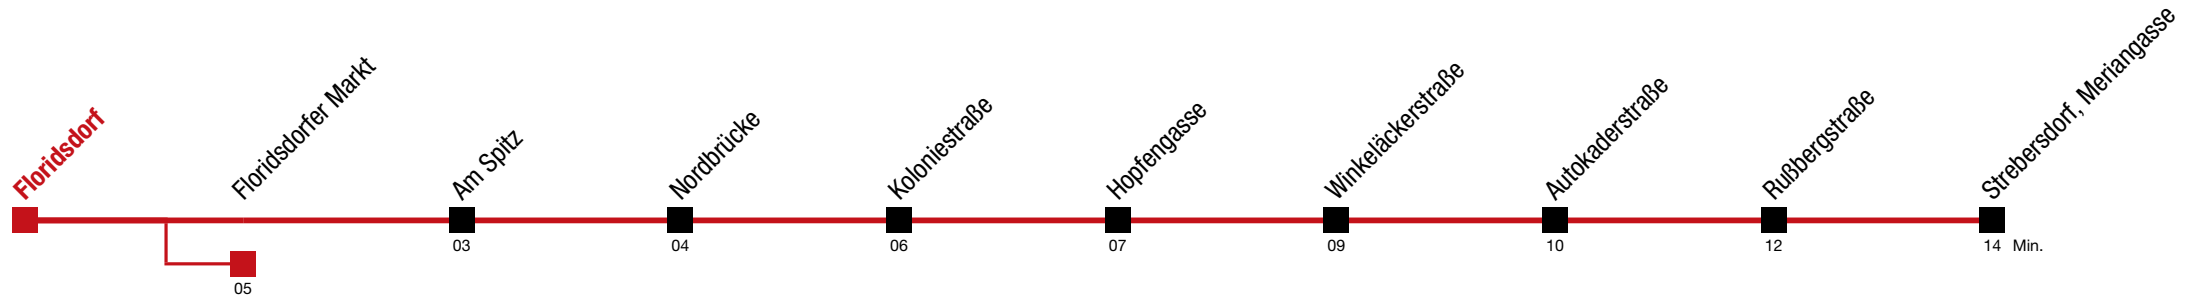 Floridsdorf
Floridsdorfer Markt
Am Spitz
Nordbrücke
Koloniestraße
Hopfengasse
Winkeläckerstraße
Autokaderstraße
Rußbergstraße
Strebersdorf, Meriangasse
03
04
06
07
09
10
12
14 Min.
05